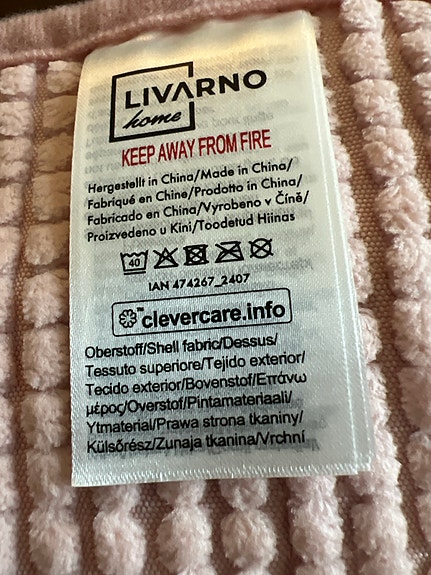 LIVARNO
home
KEEP AWAY FROM FIRE
Hergestellt in China/Made in China/
Fabriqué en Chine/Prodotto in China/
Fabricado en China/Vyrobeno v Číně/
Proizvedeno u Kini/Toodetud Hiinas
40
IAN 474267_2407
™clevercare.info
Oberstoff/Shell fabric/Dessus/
Tessuto superiore/Tejido exterior/
Tecido exterior/Bovenstof/Επάνω
μέρος/Overstof/Pintamateriaali/
Ytmaterial/Prawa strona tkaniny/
Külsőrész/Zunaja tkanina/Vrchní